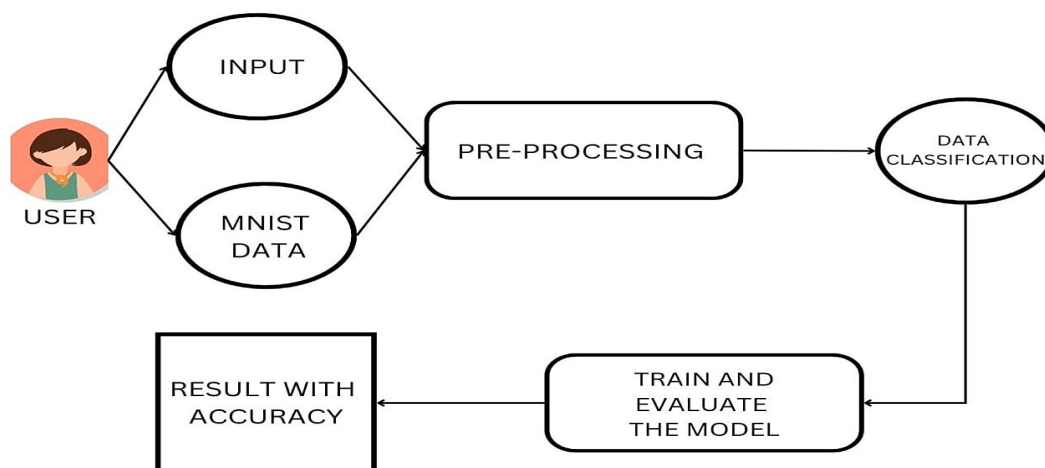 INPUT
USER
MNIST
DATA
PRE-PROCESSING
DATA
CLASSIFICATION
TRAIN AND
EVALUATE
THE MODEL
RESULT WITH
ACCURACY